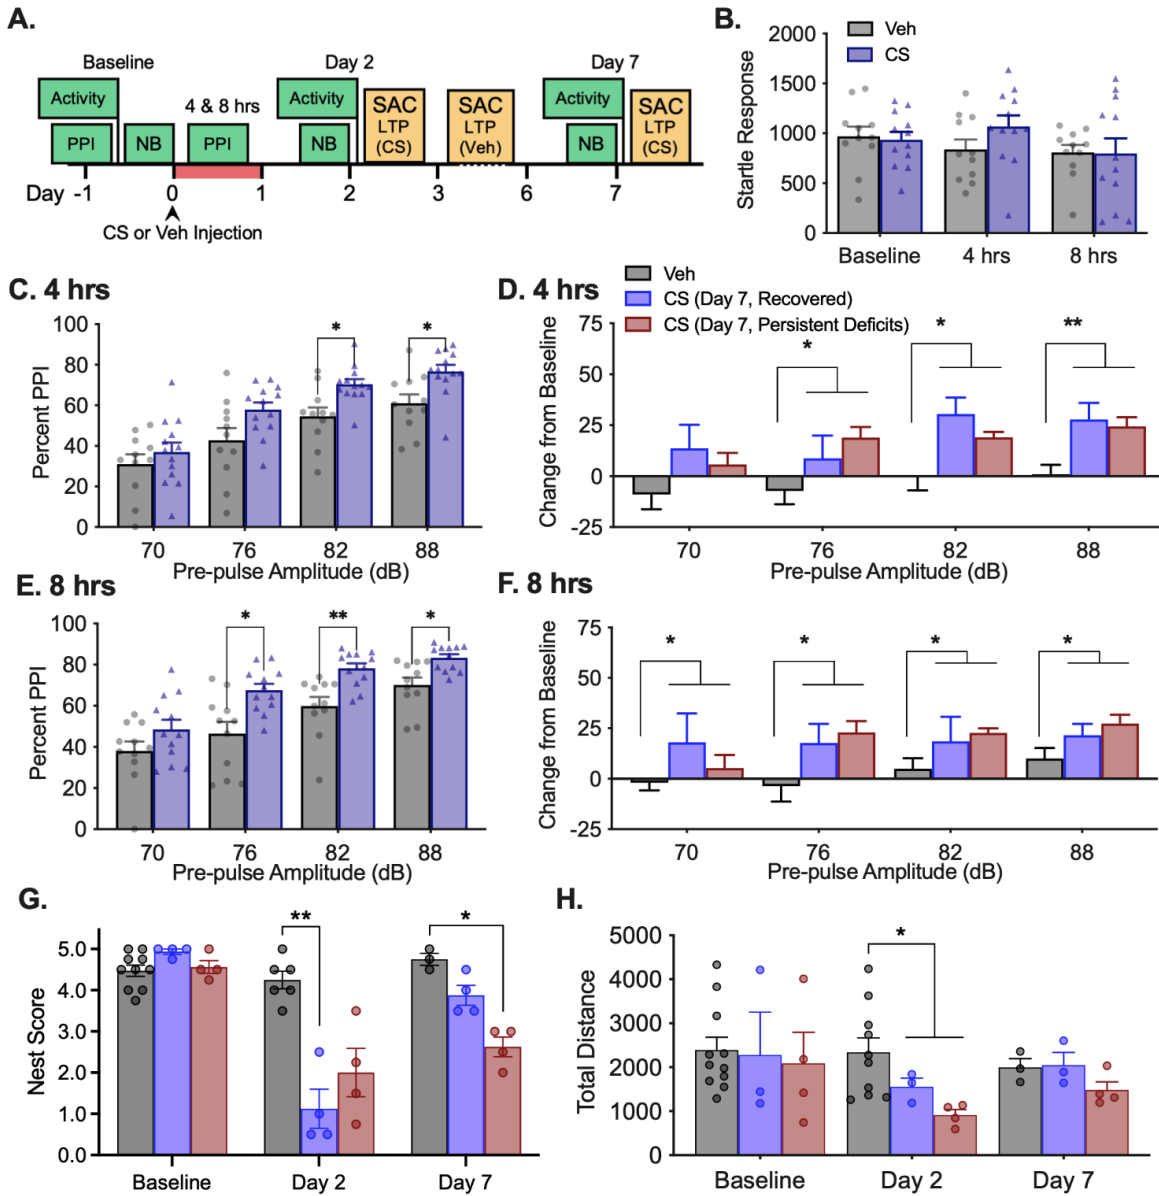 A.
Baseline
Day 2
Day 7
Activity
4 & 8 hrs
Activity
SAC
LTP
(CS)
SAC
LTP
(Veh)
Activity
SAC
LTP
(CS)
PPI
NB
PPI
NB
NB
Day -1 0 1 2 3 6 7
CS or Veh Injection
B.
Veh
CS
Startle Response
2000
1500
1000
500
0
Baseline 4 hrs 8 hrs
C. 4 hrs
Percent PPI
100
80
60
40
20
0
* *
70 76 82 88
Pre-pulse Amplitude (dB)
D. 4 hrs
Veh
CS (Day 7, Recovered)
CS (Day 7, Persistent Deficits)
Change from Baseline
75
50
25
0
-25
* * **
70 76 82 88
Pre-pulse Amplitude (dB)
E. 8 hrs
Percent PPI
100
80
60
40
20
0
* ** *
70 76 82 88
Pre-pulse Amplitude (dB)
F. 8 hrs
Change from Baseline
75
50
25
0
-25
* * * *
70 76 82 88
Pre-pulse Amplitude (dB)
G.
Nest Score
5.0
4.0
3.0
2.0
1.0
0.0
** *
Baseline Day 2 Day 7
H.
Total Distance
5000
4000
3000
2000
1000
0
*
Baseline Day 2 Day 7